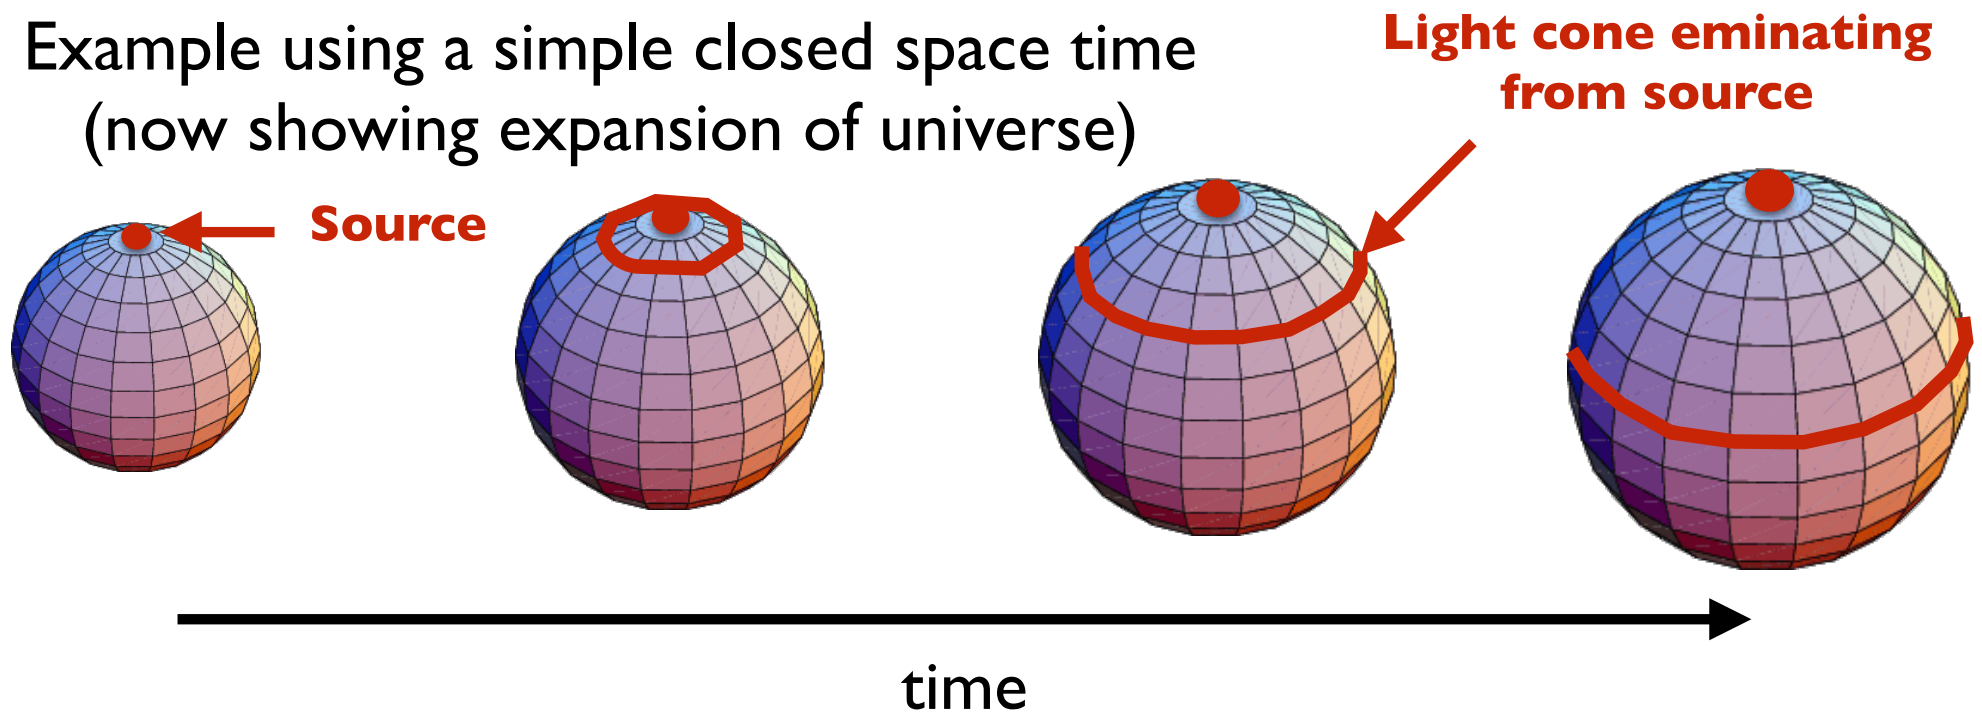 Example using a simple closed space time
(now showing expansion of universe)
Light cone eminating
from source
Source
time